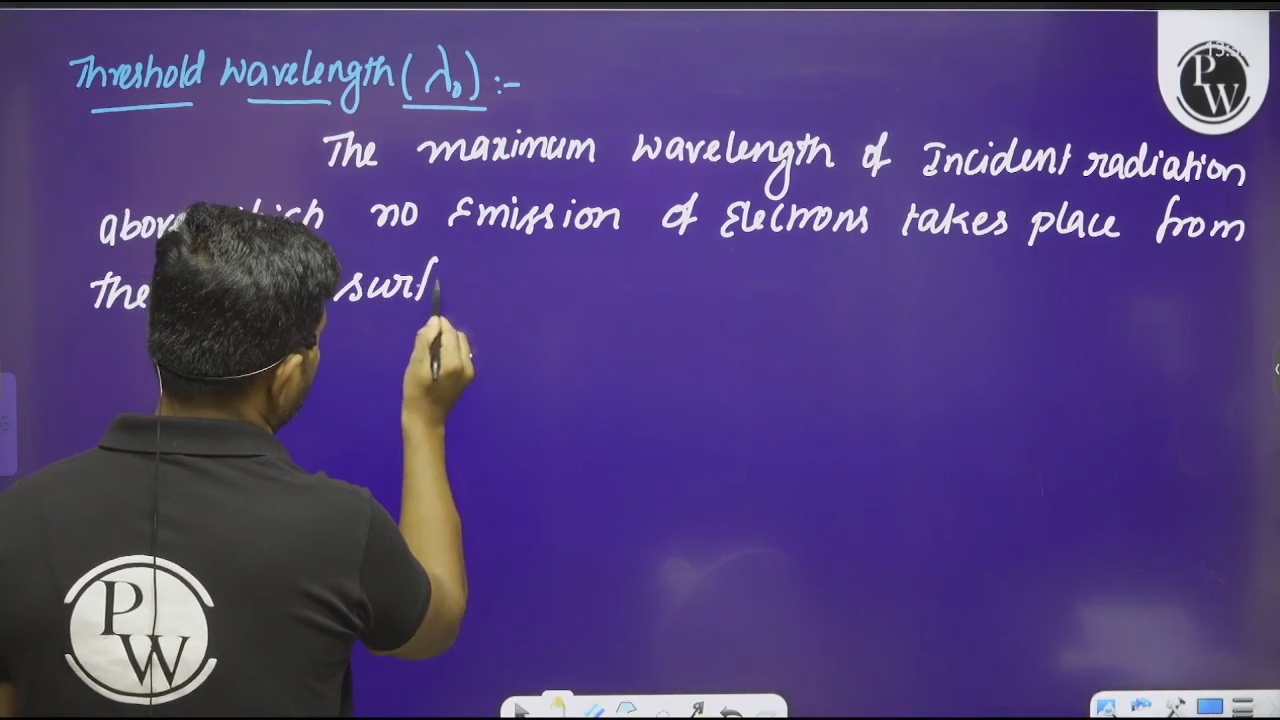 Threshold wavelength (λ₀) :-
The maximum wavelength of Incident radiation
above which no Emission of Electrons takes place from
the surf
PW
PW